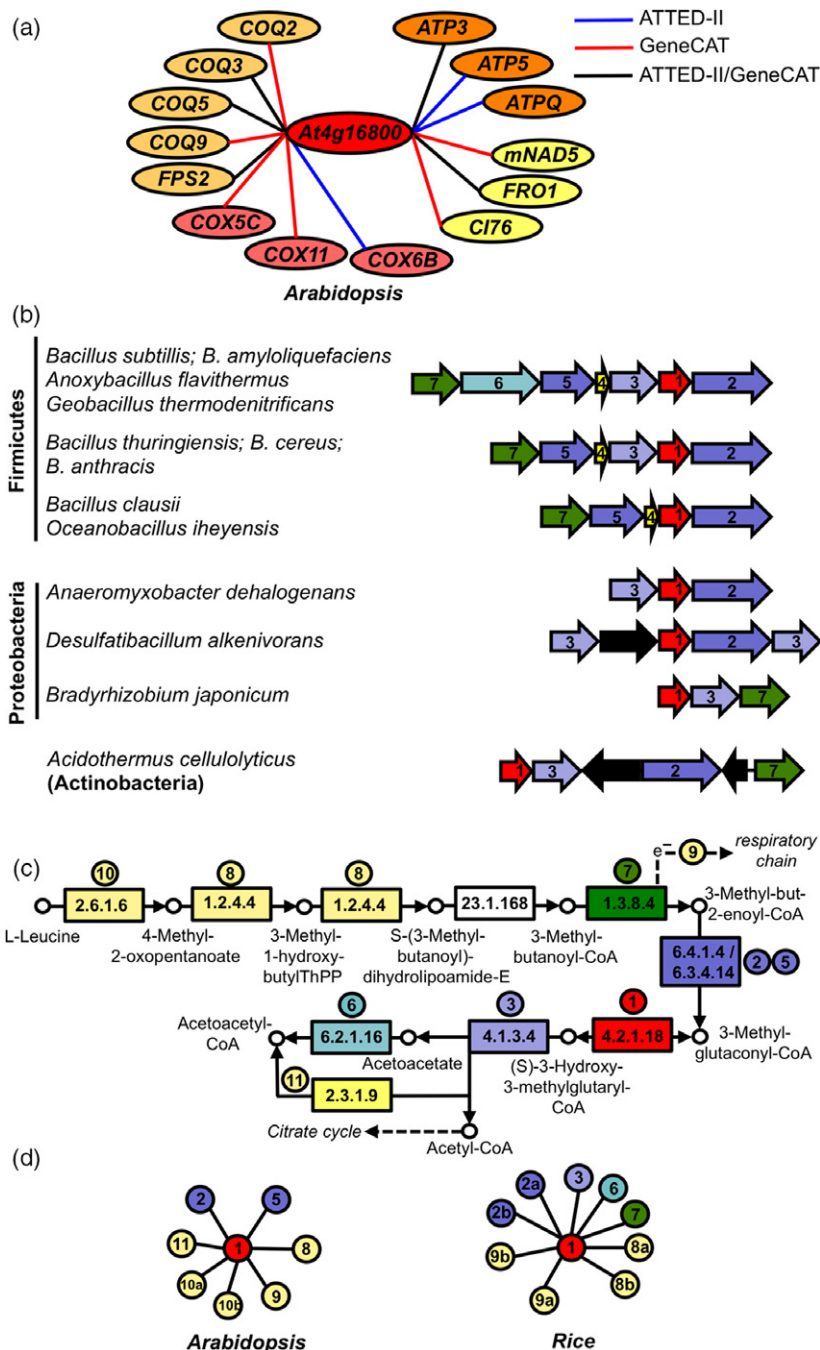 (a)
COQ2
ATP3
ATTED-II
GeneCAT
ATTED-II/GeneCAT
COQ3
ATP5
COQ5
ATPQ
At4g16800
COQ9
mNAD5
FPS2
FRO1
COX5C
CI76
COX11
COX6B
Arabidopsis
(b)
Firmicutes
Bacillus subtillis; B. amyloliquefaciens
Anoxybacillus flavithermus
Geobacillus thermodenitrificans
7 6 5 4 3 1 2
Bacillus thuringiensis; B. cereus;
B. anthracis
7 5 4 3 1 2
Bacillus clausii
Oceanobacillus iheyensis
7 5 4 1 2
Proteobacteria
Anaeromyxobacter dehalogenans
3 1 2
Desulfatibacillum alkenivorans
3 1 2 3
Bradyrhizobium japonicum
1 3 7
Acidothermus cellulolyticus
(Actinobacteria)
1 3 2 7
(c)
10 8 8 7
e– 9 respiratory
chain
2.6.1.6 1.2.4.4 1.2.4.4 23.1.168 1.3.8.4
3-Methyl-but-
2-enoyl-CoA
L-Leucine
4-Methyl-
2-oxopentanoate
3-Methyl-
1-hydroxy-
butylThPP
S-(3-Methyl-
butanoyl)-
dihydrolipoamide-E
3-Methyl-
butanoyl-CoA
6.4.1.4 /
6.3.4.14
2 5
6 3 1
Acetoacetyl-
CoA
6.2.1.16
Acetoacetate
4.1.3.4
(S)-3-Hydroxy-
3-methylglutaryl-
CoA
4.2.1.18
3-Methyl-
glutaconyl-CoA
11
2.3.1.9
Citrate cycle
Acetyl-CoA
(d)
2 5
11 1 8
10a 10b 9
Arabidopsis
2a 3 6
2b 7
9b 1 8a
9a 8b
Rice